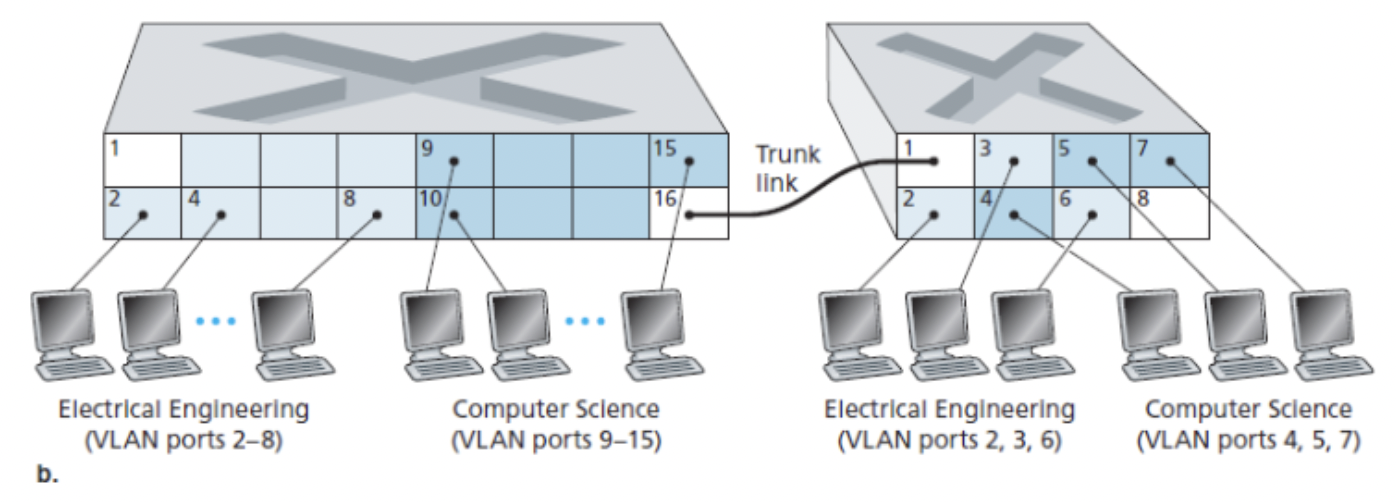 1
9
15
2
4
8
10
16
Trunk
link
1
3
5
7
2
4
6
8
Electrical Engineering
(VLAN ports 2–8)
Computer Science
(VLAN ports 9–15)
Electrical Engineering
(VLAN ports 2, 3, 6)
Computer Science
(VLAN ports 4, 5, 7)
b.